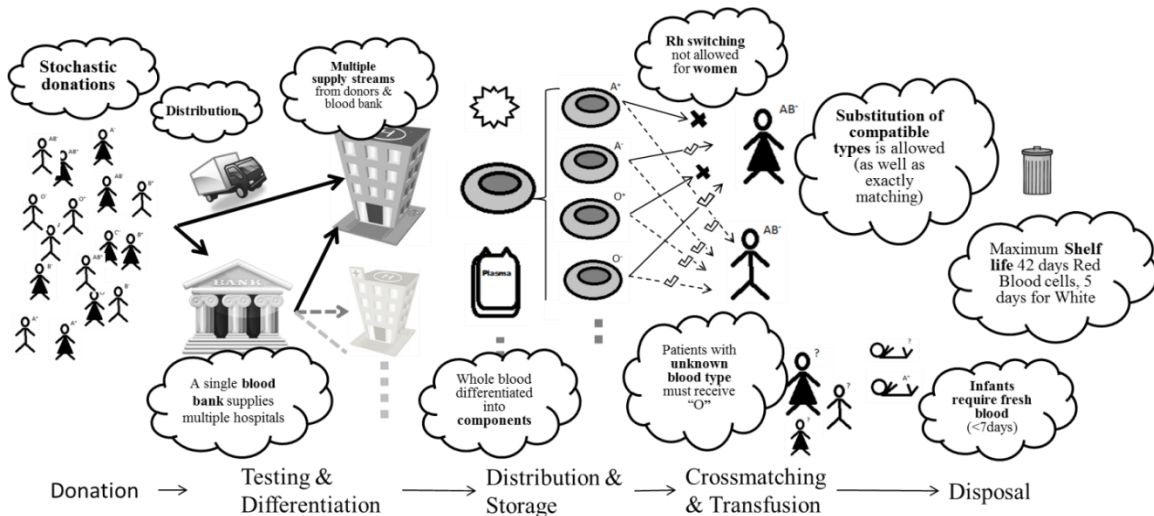 Stochastic
donations
Distribution
Multiple
supply streams
from donors &
blood bank
Rh switching
not allowed
for women
Substitution of
compatible
types is allowed
(as well as
exactly
matching)
Maximum Shelf
life 42 days Red
Blood cells, 5
days for White
A⁺
A⁻
O⁺
O⁻
AB⁻
AB⁻
BANK
H
H
Plasma
A single blood
bank supplies
multiple hospitals
Whole blood
differentiated
into
components
Patients with
unknown
blood type
must receive
“O”
?
?
?
?
A⁺
Infants
require fresh
blood
(<7days)
Donation
Testing &
Differentiation
Distribution &
Storage
Crossmatching
& Transfusion
Disposal